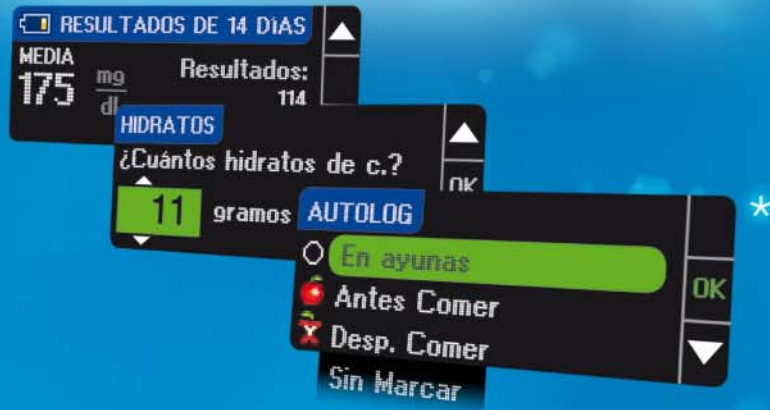 RESULTADOS DE 14 DíAS
MEDIA
175 mg
dl
Resultados:
114
HIDRATOS
¿Cuántos hidratos de c.?
OK
11 gramos
AUTOLOG
En ayunas
OK
Antes Comer
Desp. Comer
Sin Marcar
*